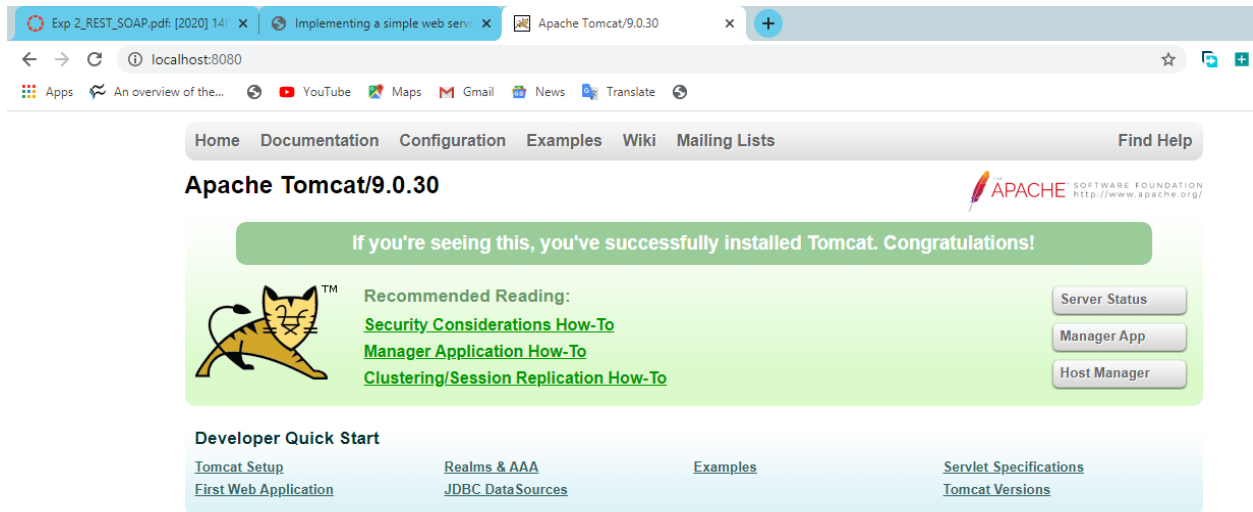 Exp 2_REST_SOAP.pdf: [2020] 14
Implementing a simple web servi
Apache Tomcat/9.0.30
localhost:8080
Apps An overview of the... YouTube Maps Gmail News Translate
Home Documentation Configuration Examples Wiki Mailing Lists Find Help
Apache Tomcat/9.0.30
THE APACHE SOFTWARE FOUNDATION
http://www.apache.org/
If you're seeing this, you've successfully installed Tomcat. Congratulations!
TM
Recommended Reading:
Security Considerations How-To
Manager Application How-To
Clustering/Session Replication How-To
Server Status
Manager App
Host Manager
Developer Quick Start
Tomcat Setup Realms & AAA Examples Servlet Specifications
First Web Application JDBC DataSources Tomcat Versions